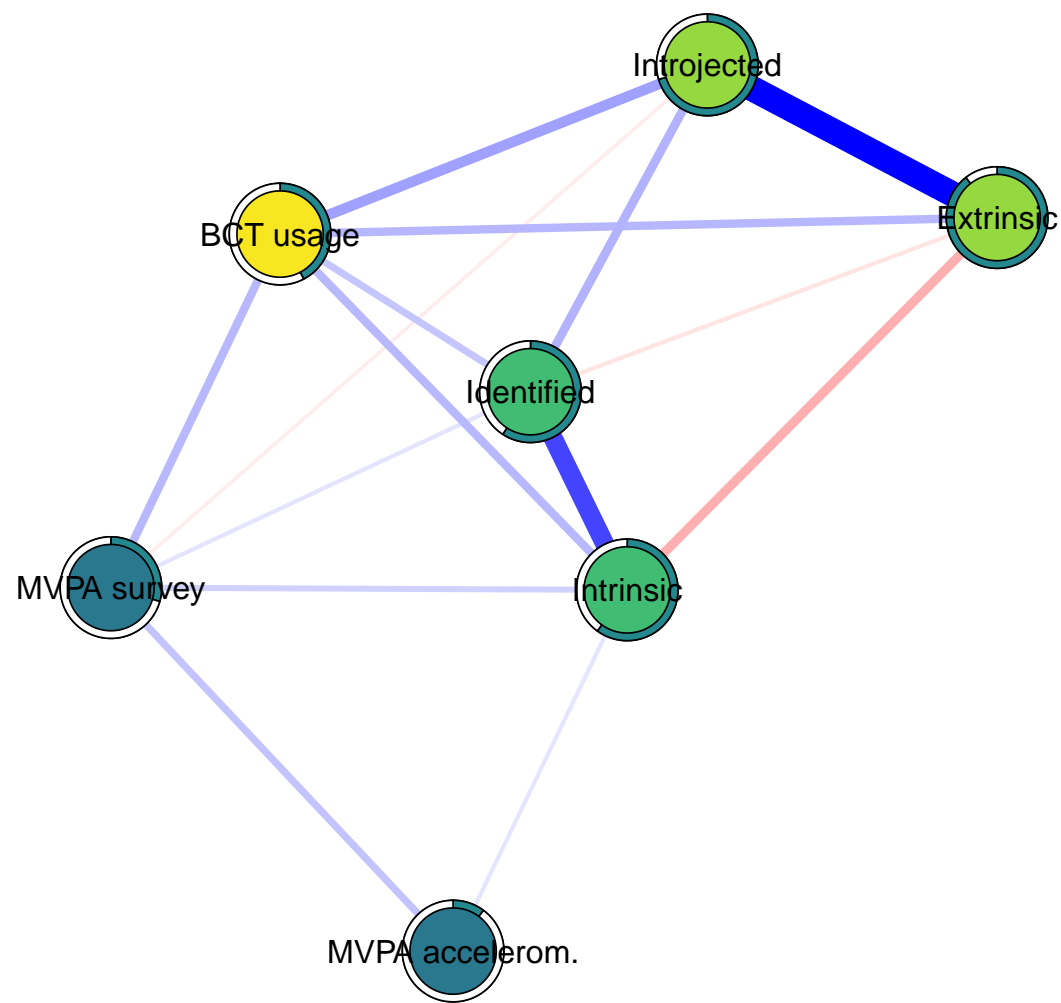 Introjected
Extrinsic
BCT usage
Identified
MVPA survey
Intrinsic
MVPA accelerom.